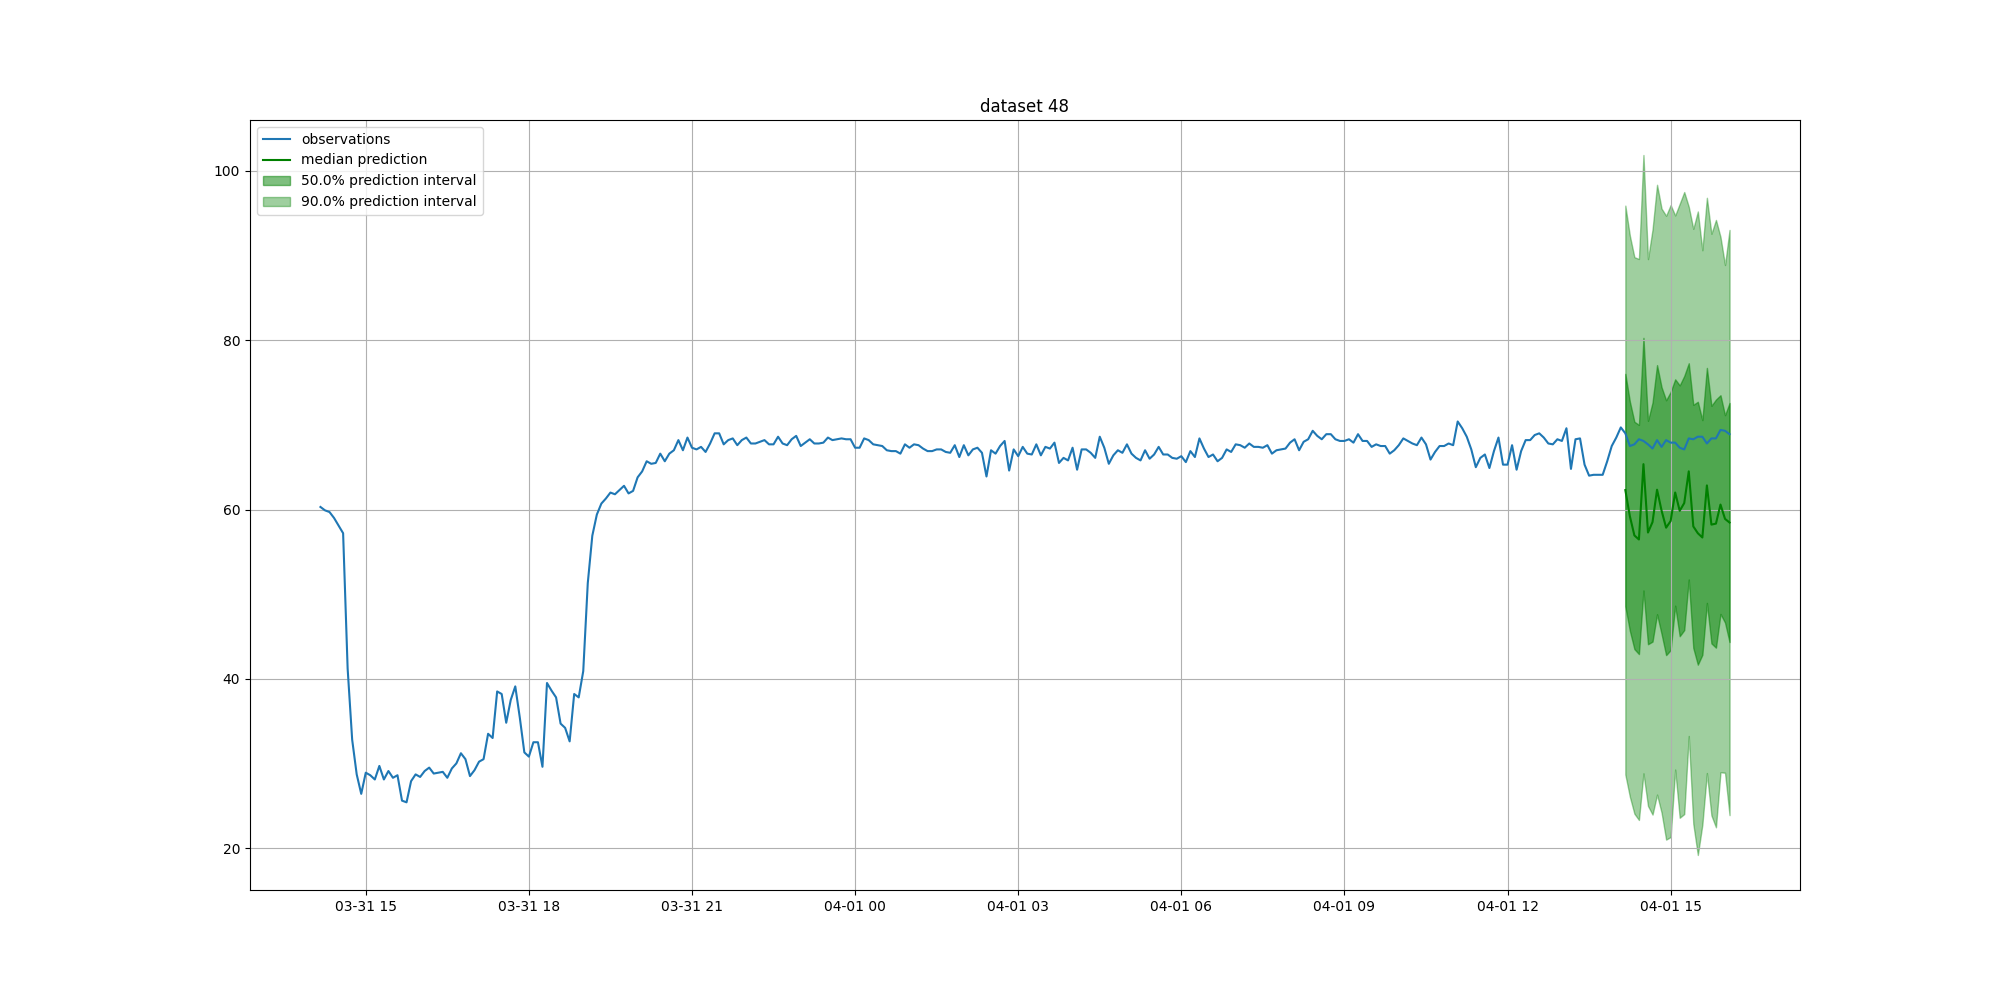 dataset 48
observations
median prediction
50.0% prediction interval
90.0% prediction interval
100
80
60
40
20
03-31 15
03-31 18
03-31 21
04-01 00
04-01 03
04-01 06
04-01 09
04-01 12
04-01 15